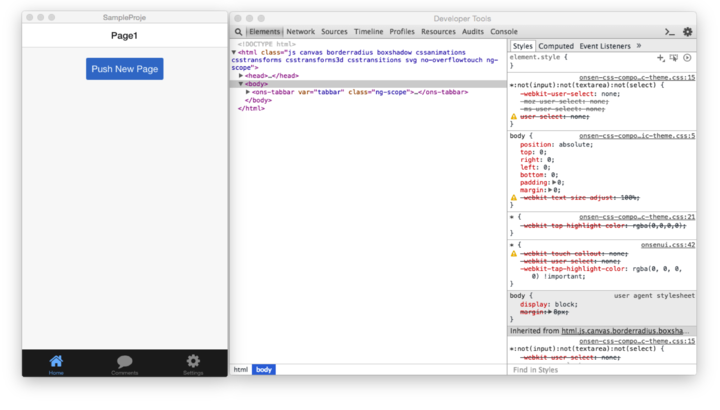 SampleProje
Page1
Push New Page
Home
Comments
Settings
Developer Tools
Elements Network Sources Timeline Profiles Resources Audits Console
<!DOCTYPE html>
▼<html class="js canvas borderradius boxshadow cssanimations
csstransforms csstransforms3d csstransitions svg no-overflowtouch ng-
scope">
▶<head>…</head>
▼<body>
▶<ons-tabbar var="tabbar" class="ng-scope">…</ons-tabbar>
</body>
</html>
html body
Styles Computed Event Listeners »
element.style {
}
onsen-css-compo…ic-theme.css:15
*:not(input):not(textarea):not(select) {
-webkit-user-select: none;
-moz-user-select: none;
-ms-user-select: none;
user-select: none;
}
body { onsen-css-compo…ic-theme.css:5
position: absolute;
top: 0;
right: 0;
left: 0;
bottom: 0;
padding:▶0;
margin:▶0;
-webkit-text-size-adjust: 100%;
}
* { onsen-css-compo…ic-theme.css:21
-webkit-tap-highlight-color: rgba(0,0,0,0);
}
* { onsenui.css:42
-webkit-touch-callout: none;
-webkit-user-select: none;
-webkit-tap-highlight-color: rgba(0, 0, 0,
0) !important;
}
body { user agent stylesheet
display: block;
margin:▶8px;
}
Inherited from html.js.canvas.borderradius.boxsha…
onsen-css-compo…ic-theme.css:15
*:not(input):not(textarea):not(select) {
-webkit-user-select: none;
Find in Styles